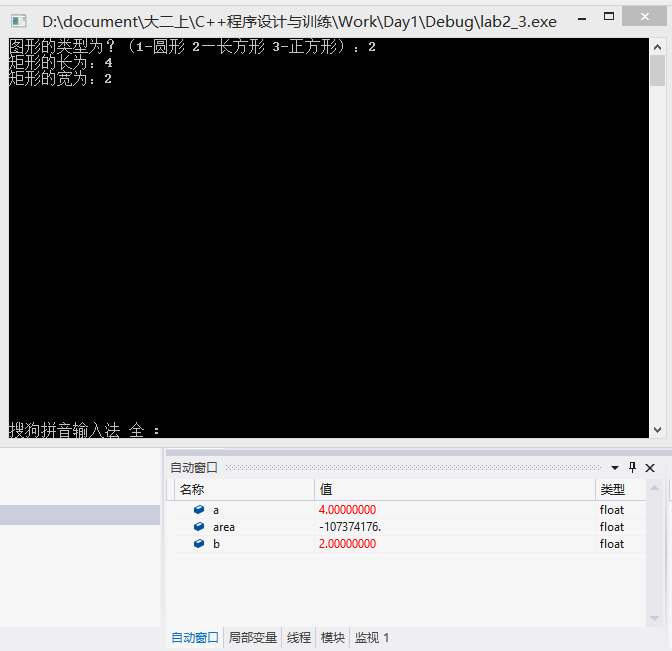 D:\document\大二上\C++程序设计与训练\Work\Day1\Debug\lab2_3.exe
图形的类型为？（1-圆形 2一长方形 3-正方形）：2
矩形的长为：4
矩形的宽为：2
搜狗拼音输入法 全 ：
自动窗口
名称 值 类型
a 4.00000000 float
area -107374176. float
b 2.00000000 float
自动窗口 局部变量 线程 模块 监视 1